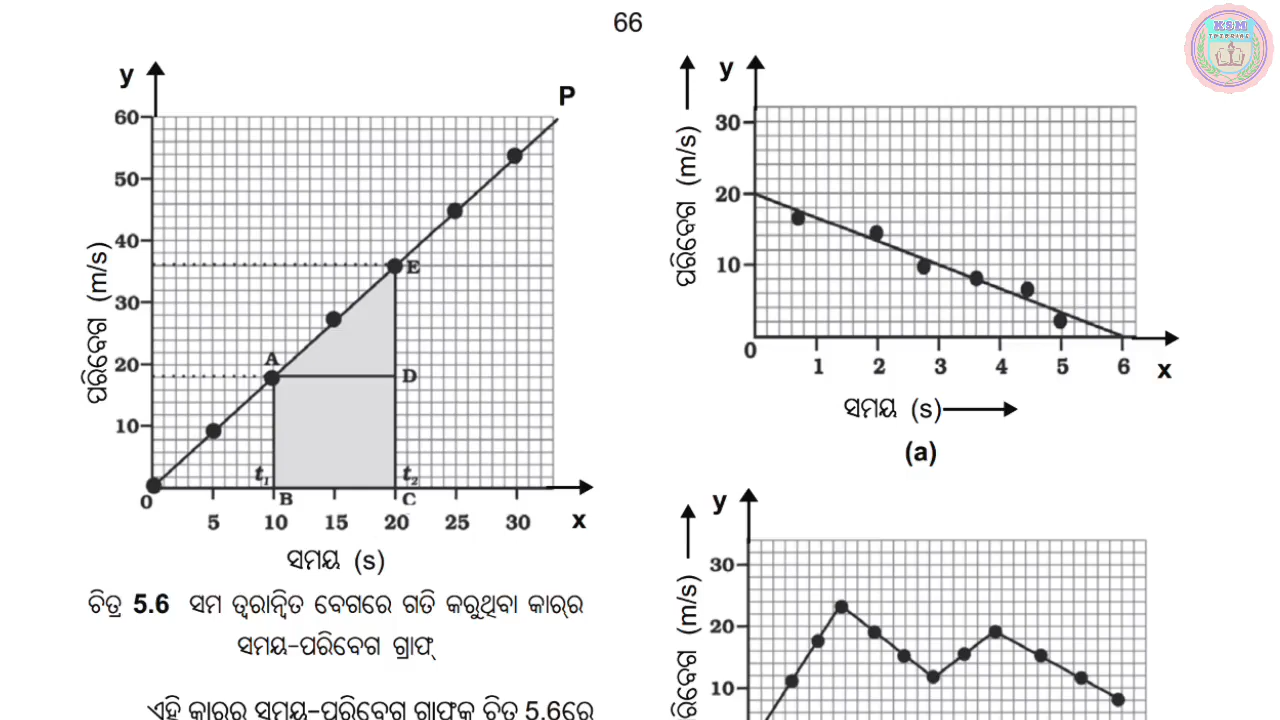 66
KSM
TUTORIAL
y
P
60
50
40
30
20
10
0
ପରିବେଗ (m/s)
A
E
D
t1
t2
B
C
5 10 15 20 25 30
x
ସମୟ (s)
ଚିତ୍ର 5.6 ସମ ତ୍ୱରାନ୍ୱିତ ବେଗରେ ଗତି କରୁଥିବା କାର୍‌ର
ସମୟ-ପରିବେଗ ଗ୍ରାଫ୍
ଏହି କାରର ସମୟ-ପରିବେଗ ଗ୍ରାଫକୁ ଚିତ୍ର 5.6ରେ
y
30
20
10
0
ପରିବେଗ (m/s)
1 2 3 4 5 6
x
ସମୟ (s)
(a)
y
30
20
10
ପରିବେଗ (m/s)